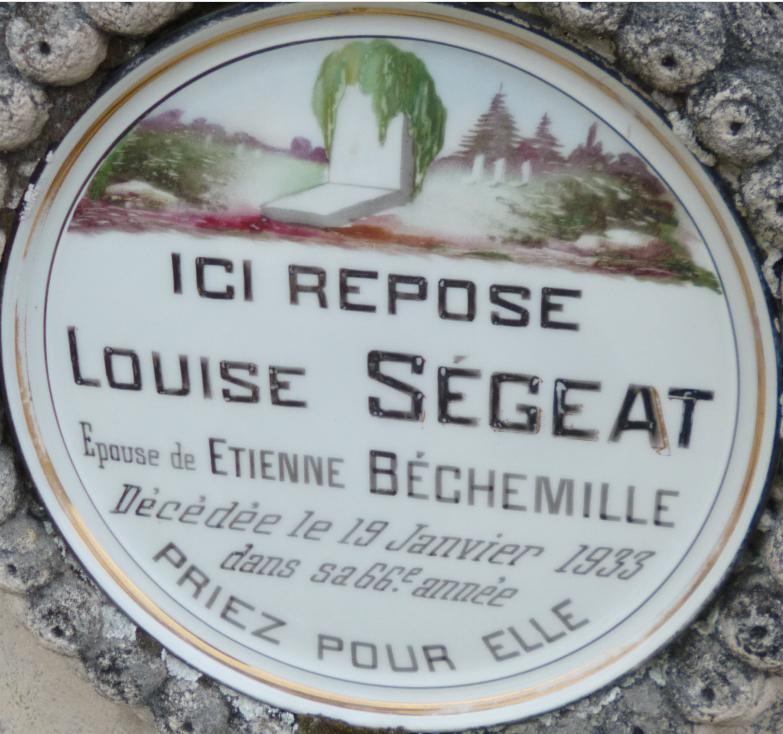 ICI REPOSE
LOUISE SÉGEAT
Epouse de ETIENNE BÉCHEMILLE
Décédée le 19 Janvier 1933
dans sa 66.e année
PRIEZ POUR ELLE